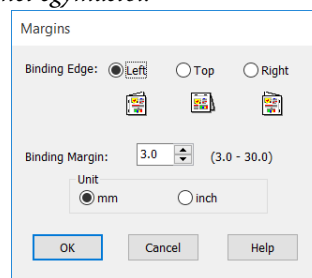 Margins
Binding Edge: Left Top Right
Binding Margin: 3.0 (3.0 - 30.0)
Unit
mm inch
OK Cancel Help